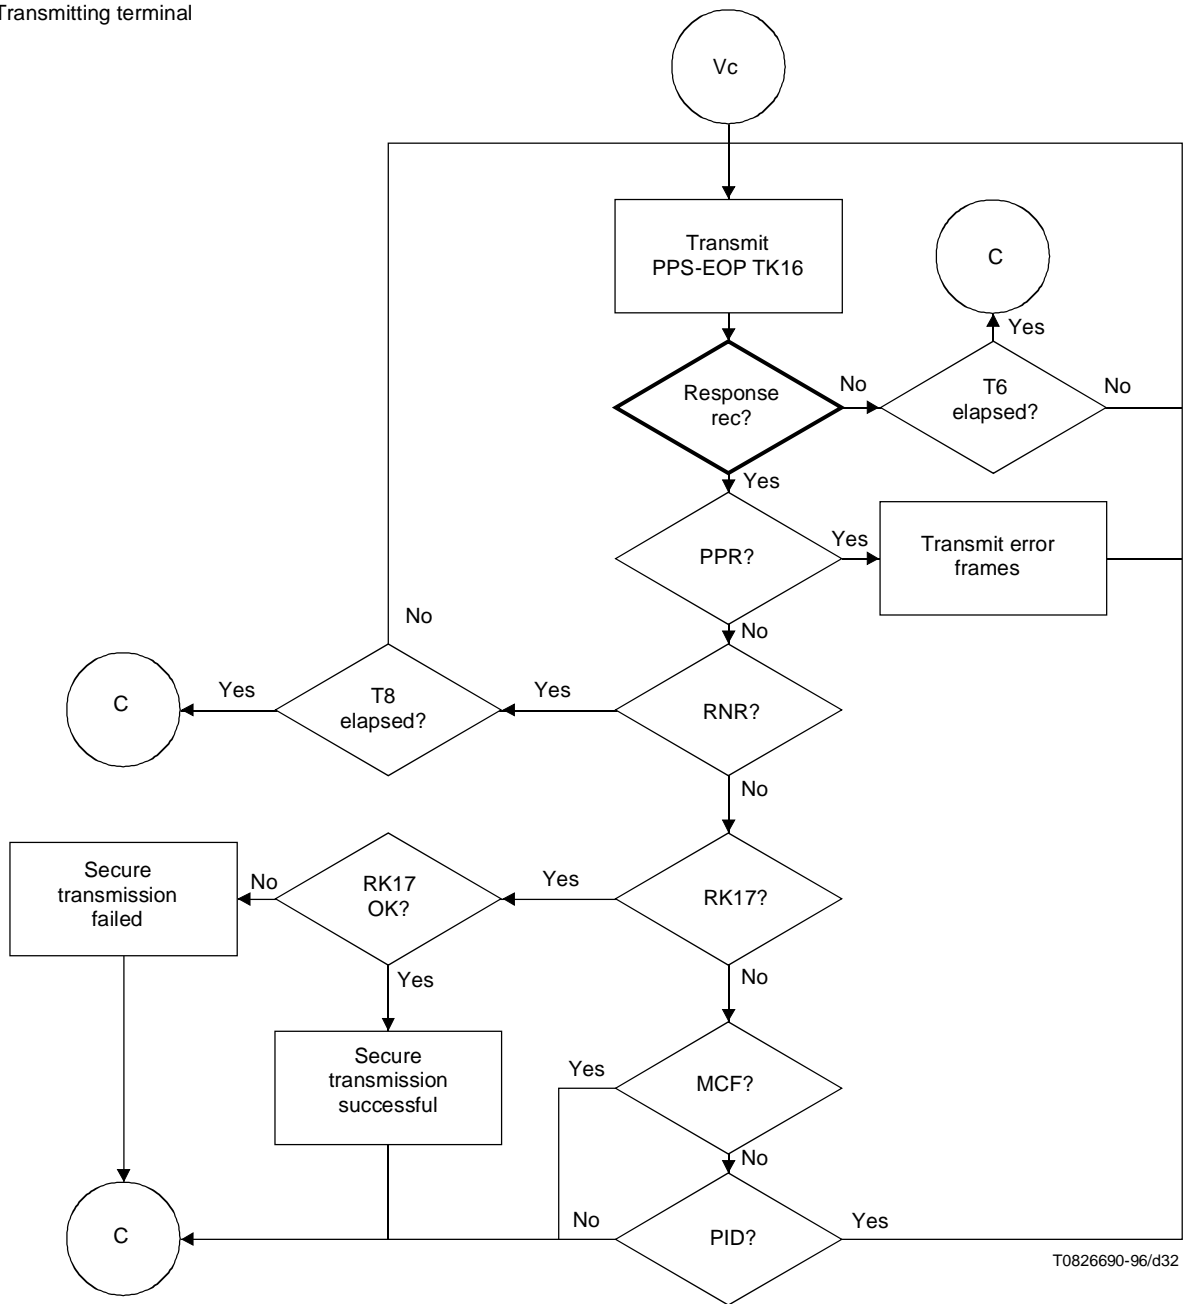 Transmitting terminal
Vc
Transmit
PPS-EOP TK16
C
Yes
Response
rec?
No
T6
elapsed?
No
Yes
PPR?
Yes
Transmit error
frames
No
No
C
Yes
T8
elapsed?
Yes
RNR?
No
Secure
transmission
failed
No
RK17
OK?
Yes
RK17?
Yes
No
Secure
transmission
successful
Yes
MCF?
No
C
No
PID?
Yes
T0826690-96/d32